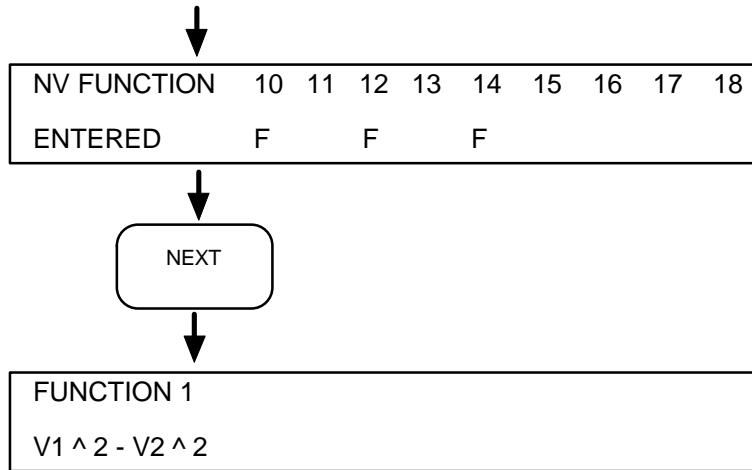 NV FUNCTION 10 11 12 13 14 15 16 17 18
ENTERED F F F
NEXT
FUNCTION 1
V1 ^ 2 - V2 ^ 2